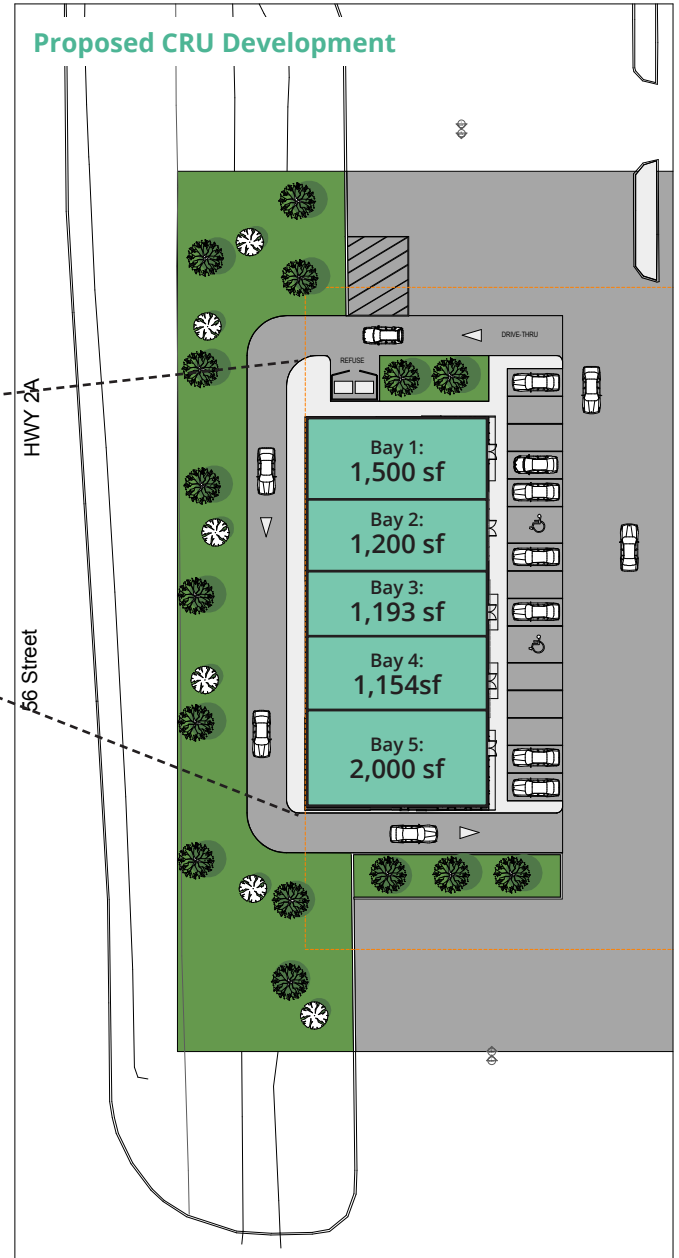 Proposed CRU Development
HWY 2A
56 Street
DRIVE-THRU
REFUSE
Bay 1:
1,500 sf
Bay 2:
1,200 sf
Bay 3:
1,193 sf
Bay 4:
1,154sf
Bay 5:
2,000 sf